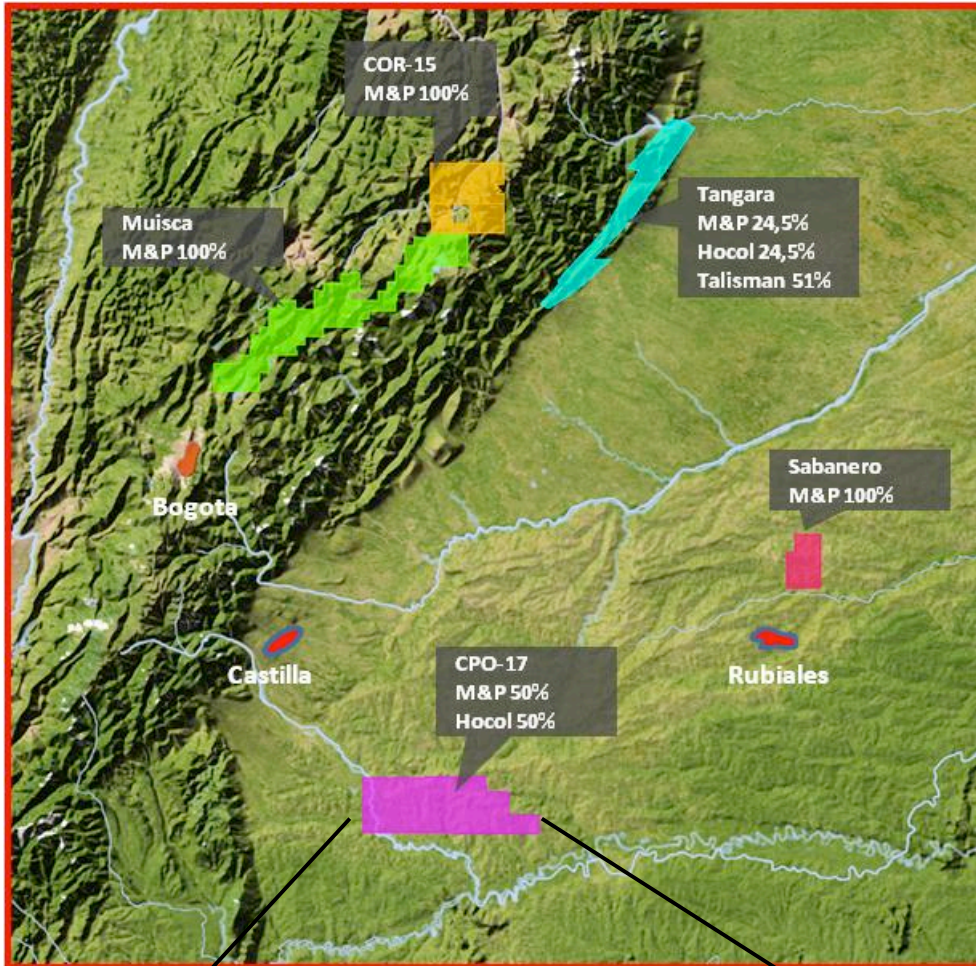 COR-15
M&P 100%
Muisca
M&P 100%
Tangara
M&P 24,5%
Hocol 24,5%
Talisman 51%
Bogota
Sabanero
M&P 100%
Castilla
CPO-17
M&P 50%
Hocol 50%
Rubiales